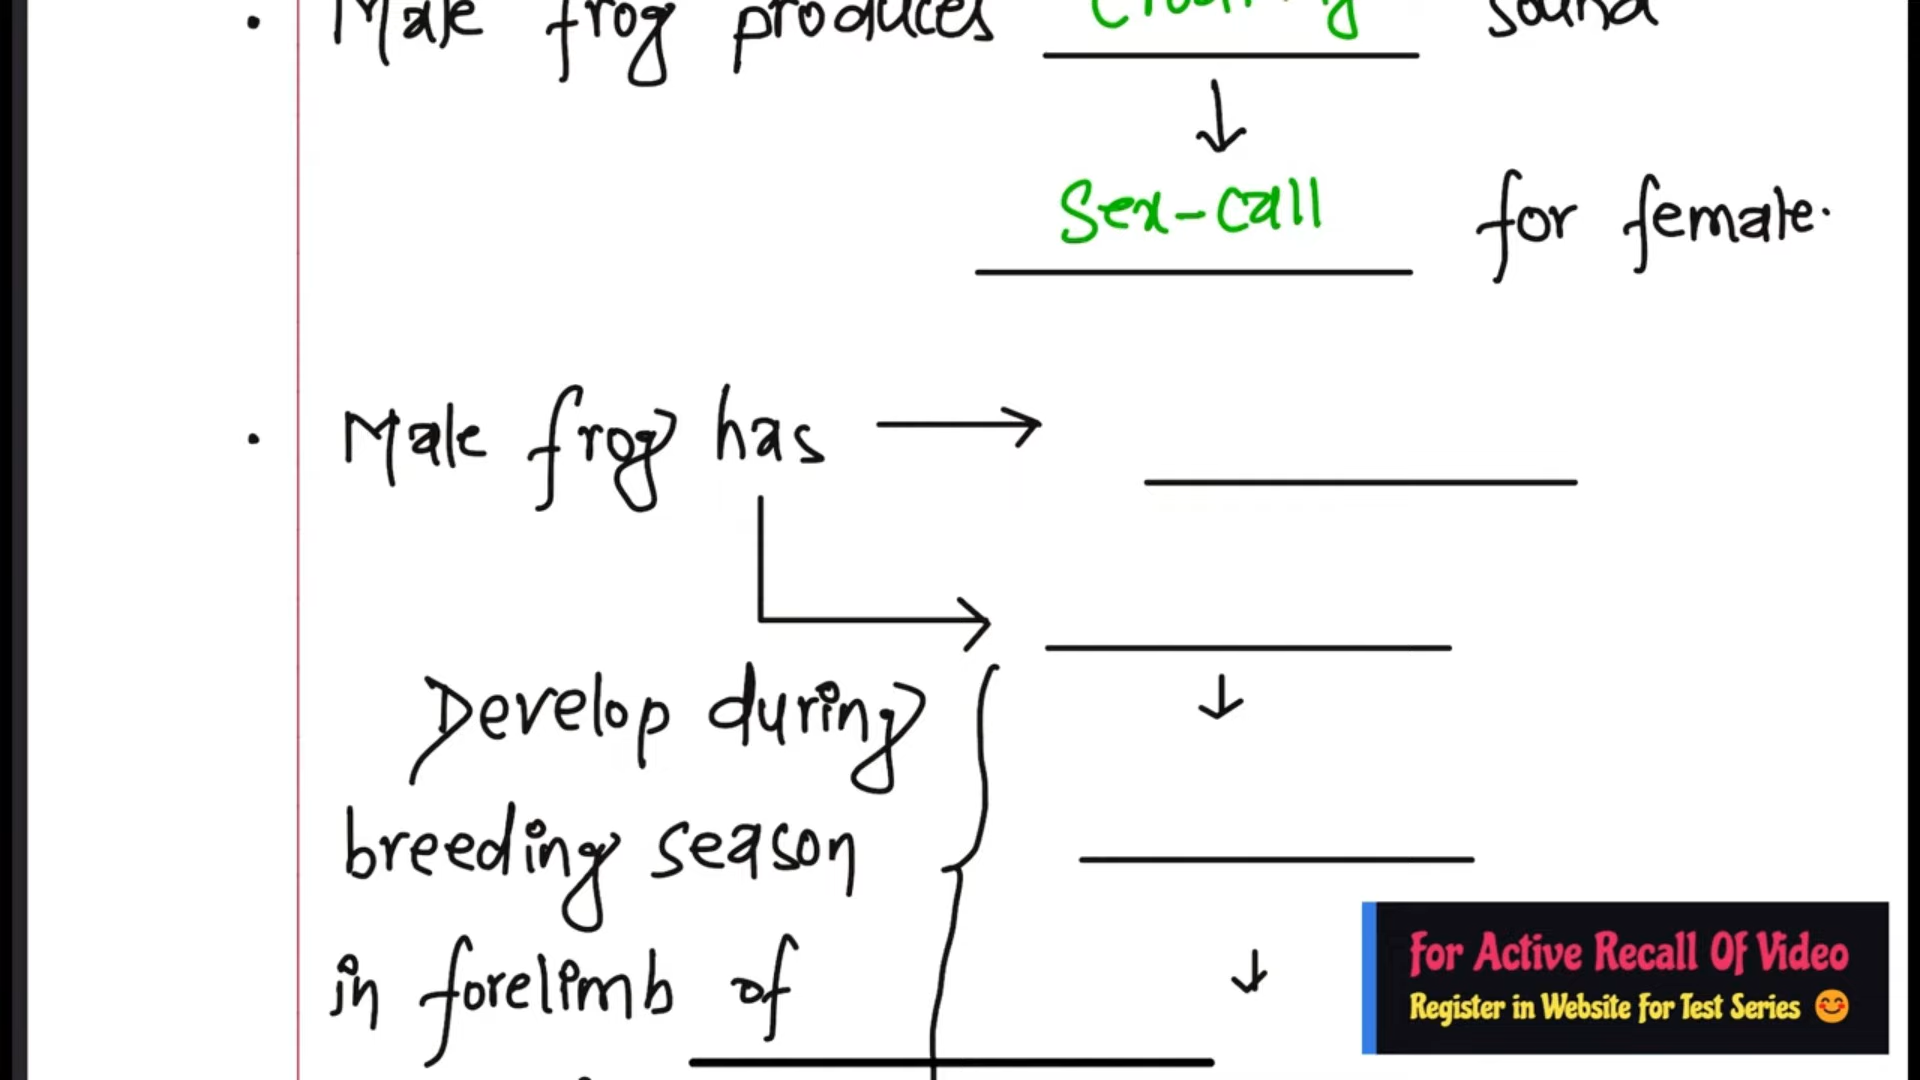 • Male frog produces Croaking sound
↓
Sex-call for female.
• Male frog has →
Develop during
↓
breeding season
in forelimb of
↓
For Active Recall Of Video
Register in Website for Test Series 😊